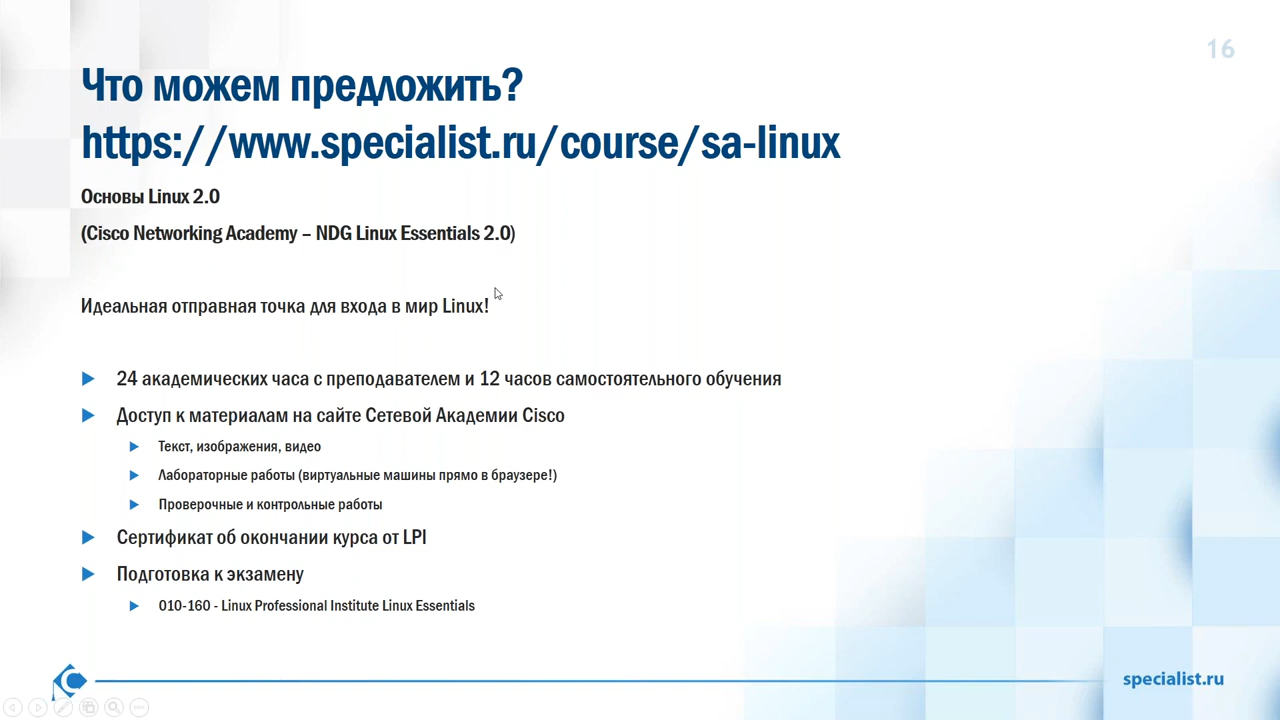 16
Что можем предложить?
https://www.specialist.ru/course/sa-linux
Основы Linux 2.0
(Cisco Networking Academy – NDG Linux Essentials 2.0)
Идеальная отправная точка для входа в мир Linux!
24 академических часа с преподавателем и 12 часов самостоятельного обучения
Доступ к материалам на сайте Сетевой Академии Cisco
Текст, изображения, видео
Лабораторные работы (виртуальные машины прямо в браузере!)
Проверочные и контрольные работы
Сертификат об окончании курса от LPI
Подготовка к экзамену
010-160 - Linux Professional Institute Linux Essentials
specialist.ru